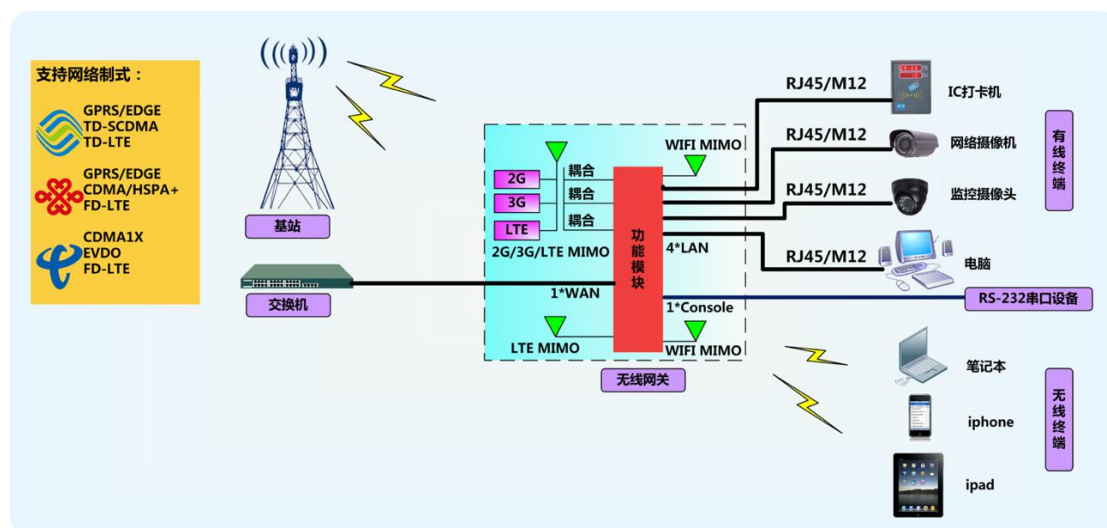 支持网络制式：
GPRS/EDGE
TD-SCDMA
TD-LTE
GPRS/EDGE
CDMA/HSPA+
FD-LTE
CDMA1X
EVDO
FD-LTE
基站
交换机
1*WAN
2G
3G
LTE
2G/3G/LTE MIMO
耦合
耦合
耦合
LTE MIMO
功能模块
WIFI MIMO
4*LAN
1*Console
WIFI MIMO
无线网关
RJ45/M12
IC打卡机
RJ45/M12
网络摄像机
RJ45/M12
监控摄像头
RJ45/M12
电脑
有线终端
RS-232串口设备
笔记本
iphone
ipad
无线终端